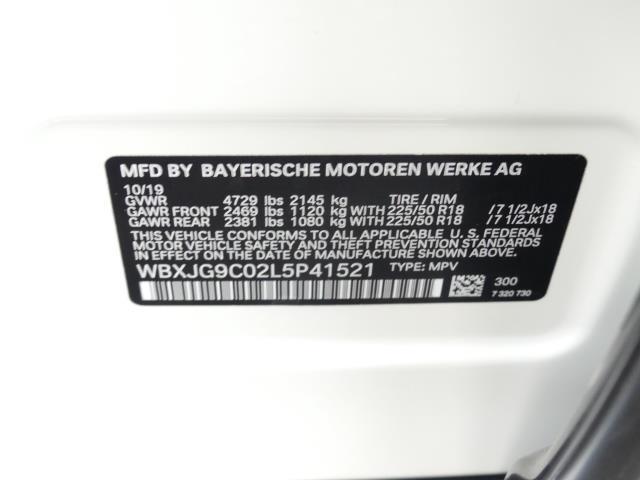 MFD BY BAYERISCHE MOTOREN WERKE AG
10/19
GVWR 4729 lbs 2145 kg TIRE / RIM
GAWR FRONT 2469 lbs 1120 kg WITH 225/50 R18 /7 1/2Jx18
GAWR REAR 2381 lbs 1080 kg WITH 225/50 R18 /7 1/2Jx18
THIS VEHICLE CONFORMS TO ALL APPLICABLE U. S. FEDERAL
MOTOR VEHICLE SAFETY, BUMPER, AND THEFT PREVENTION
STANDARDS IN EFFECT ON THE DATE OF MANUFACTURE SHOWN ABOVE.
WBXJG9C02L5P41521 TYPE: MPV
300
7 320 730